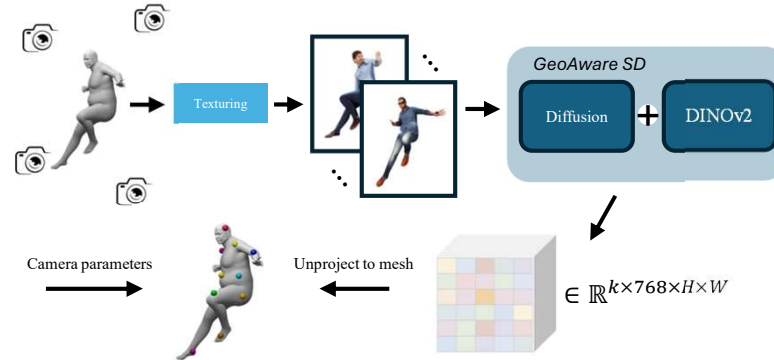 GeoAware SD
Texturing
Diffusion
+
DINOv2
Camera parameters
Unproject to mesh
∈ ℝ^{k×768×H×W}